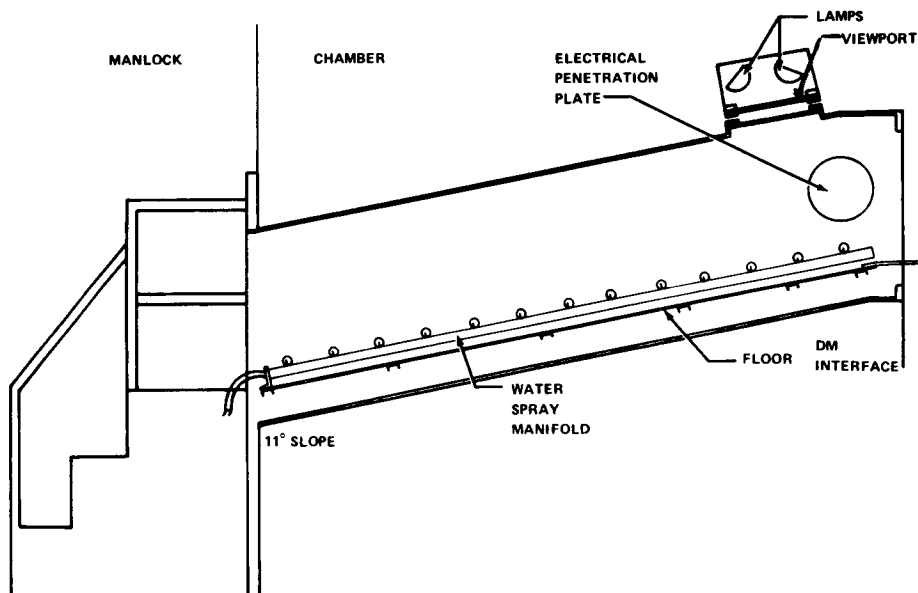 LAMPS
VIEWPORT
MANLOCK
CHAMBER
ELECTRICAL
PENETRATION
PLATE
FLOOR
DM
INTERFACE
WATER
SPRAY
MANIFOLD
11° SLOPE